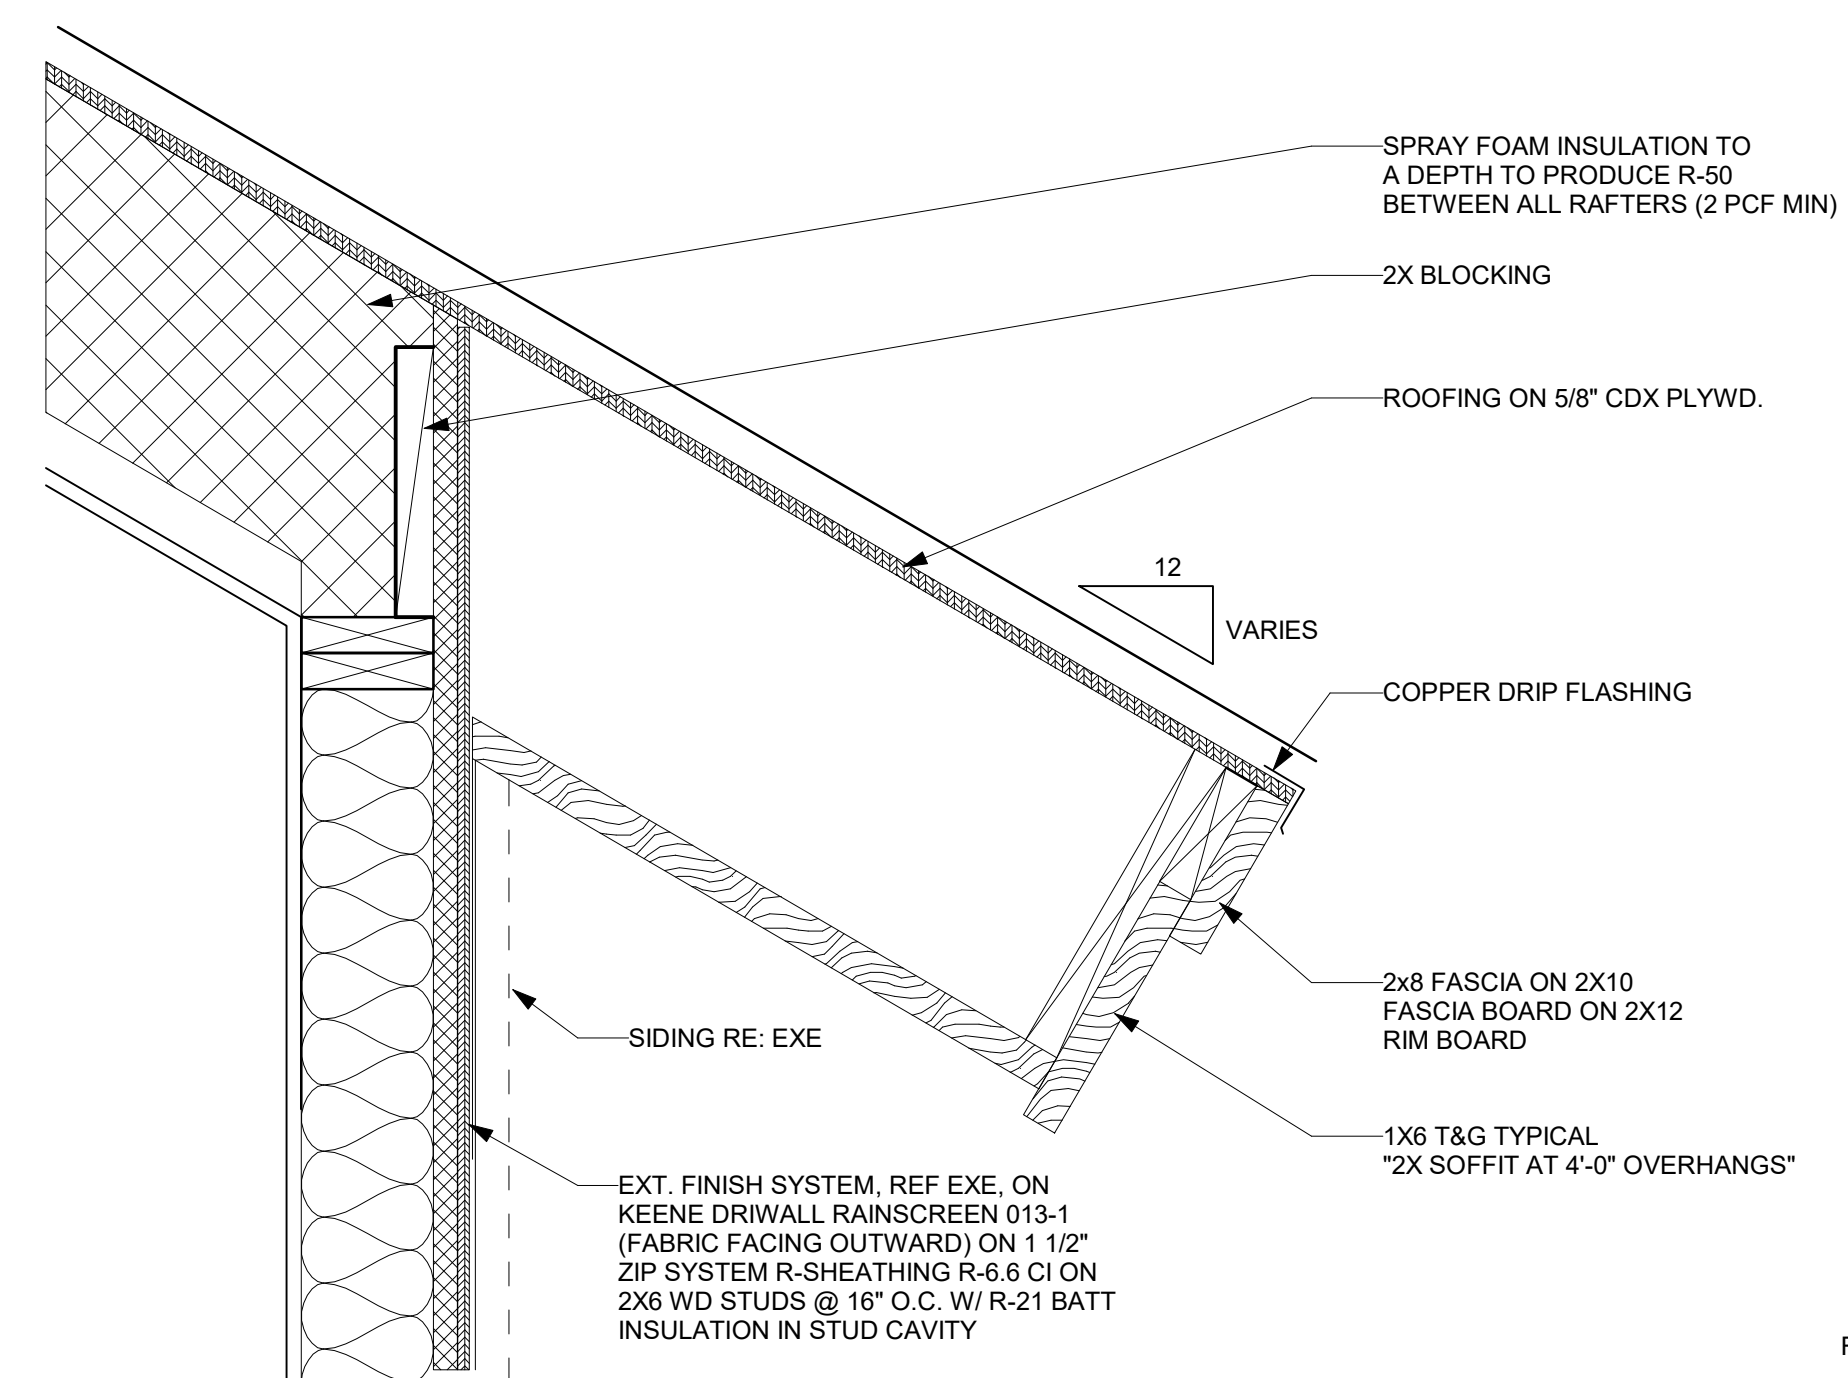 SPRAY FOAM INSULATION TO
A DEPTH TO PRODUCE R-50
BETWEEN ALL RAFTERS (2 PCF MIN)
2X BLOCKING
ROOFING ON 5/8" CDX PLYWD.
12
VARIES
COPPER DRIP FLASHING
2x8 FASCIA ON 2X10
FASCIA BOARD ON 2X12
RIM BOARD
SIDING RE: EXE
1X6 T&G TYPICAL
"2X SOFFIT AT 4'-0" OVERHANGS"
EXT. FINISH SYSTEM, REF EXE, ON
KEENE DRIWALL RAINSCREEN 013-1
(FABRIC FACING OUTWARD) ON 1 1/2"
ZIP SYSTEM R-SHEATHING R-6.6 CI ON
2X6 WD STUDS @ 16" O.C. W/ R-21 BATT
INSULATION IN STUD CAVITY